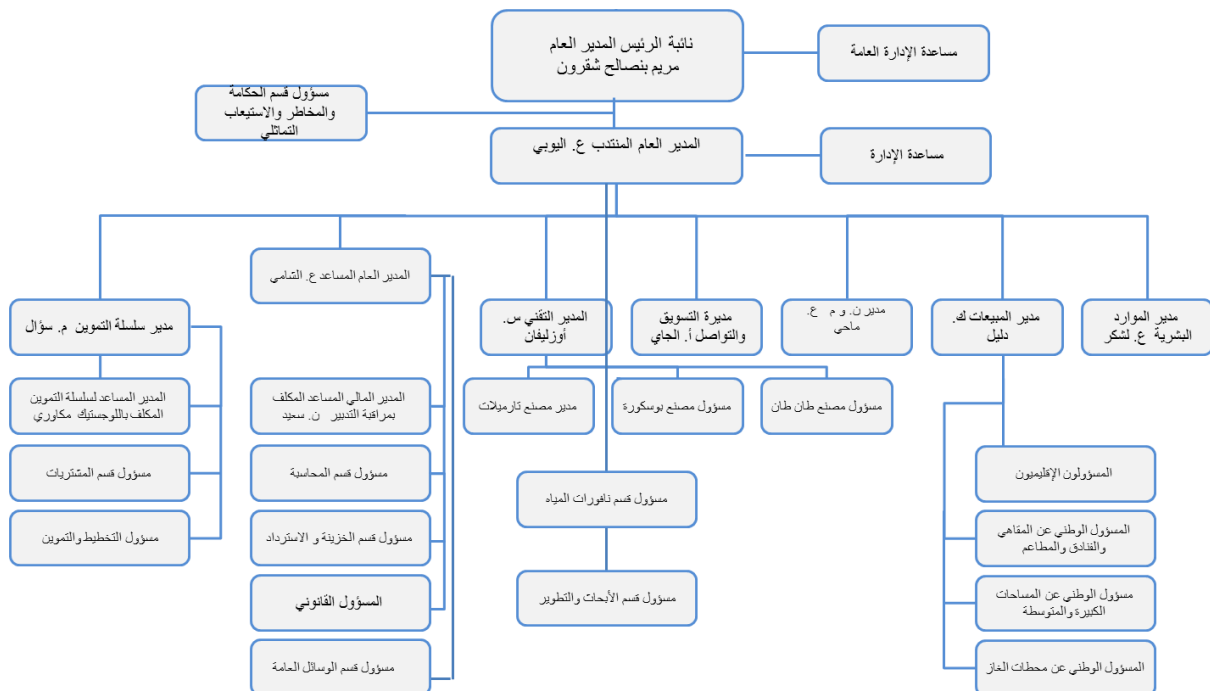 نائبة الرئيس المدير العام
مريم بنصالح شقرون
مساعدة الإدارة العامة
مسؤول قسم الحكامة
والمخاطر والاستيعاب
التماثلي
المدير العام المنتدب ع. اليوبي
مساعدة الإدارة
المدير العام المساعد ع. الشامي
مدير الموارد
البشرية ع. لشكر
مدير المبيعات ك.
دليل
مدير ن. و م ع.
ماحي
مديرة التسويق
والتواصل أ. الجاي
المدير التقني س.
أوزليفان
مدير سلسلة التموين م. سؤال
مسؤول مصنع طان طان
مسؤول مصنع بوسكورة
مدير مصنع تارميلات
المدير المالي المساعد المكلف
بمراقبة التدبير ن. سعيد
المدير المساعد لسلسلة التموين
المكلف باللوجستيك مكاوري
المسؤولون الإقليميون
مسؤول قسم نافورات المياه
مسؤول قسم المحاسبة
مسؤول قسم المشتريات
المسؤول الوطني عن المقاهي
والفنادق والمطاعم
مسؤول قسم الخزينة و الاسترداد
مسؤول التخطيط والتموين
مسؤول الوطني عن المساحات
الكبيرة والمتوسطة
مسؤول قسم الأبحاث والتطوير
المسؤول القانوني
المسؤول الوطني عن محطات الغاز
مسؤول قسم الوسائل العامة